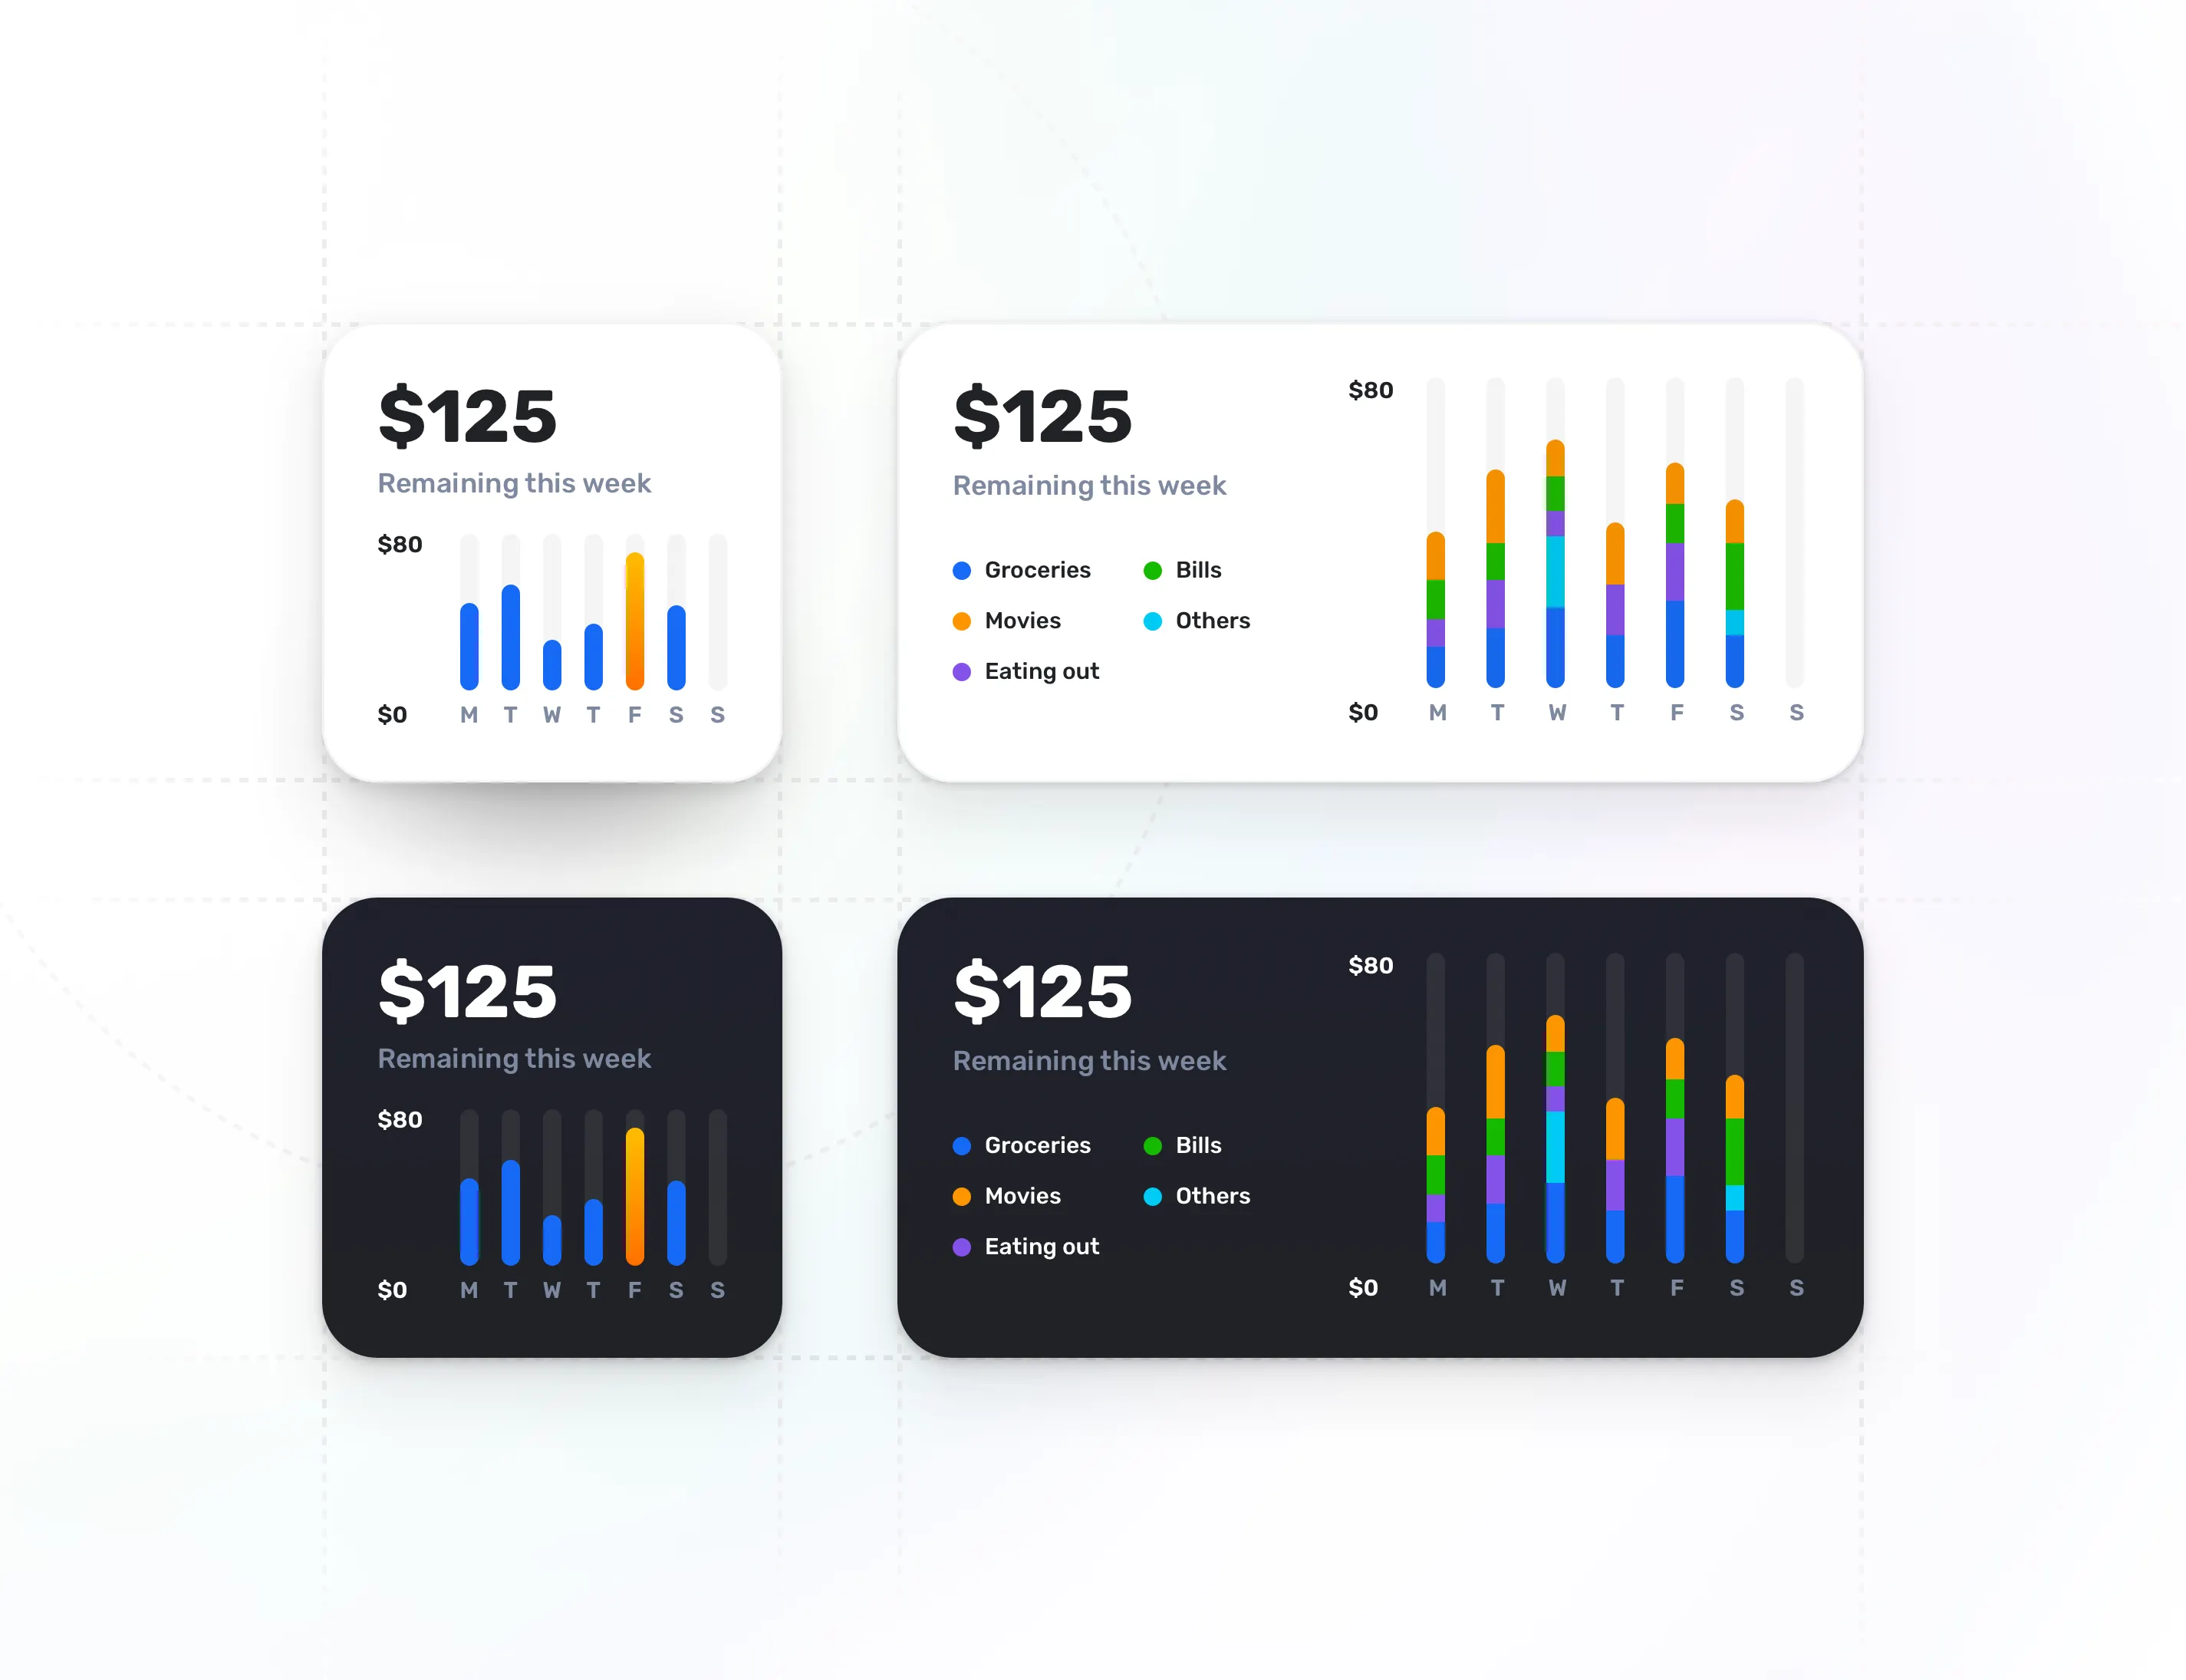 $125
Remaining this week
$80
$0 M T W T F S S
$125
Remaining this week
Groceries Bills
Movies Others
Eating out
$80
$0 M T W T F S S
$125
Remaining this week
$80
$0 M T W T F S S
$125
Remaining this week
Groceries Bills
Movies Others
Eating out
$80
$0 M T W T F S S